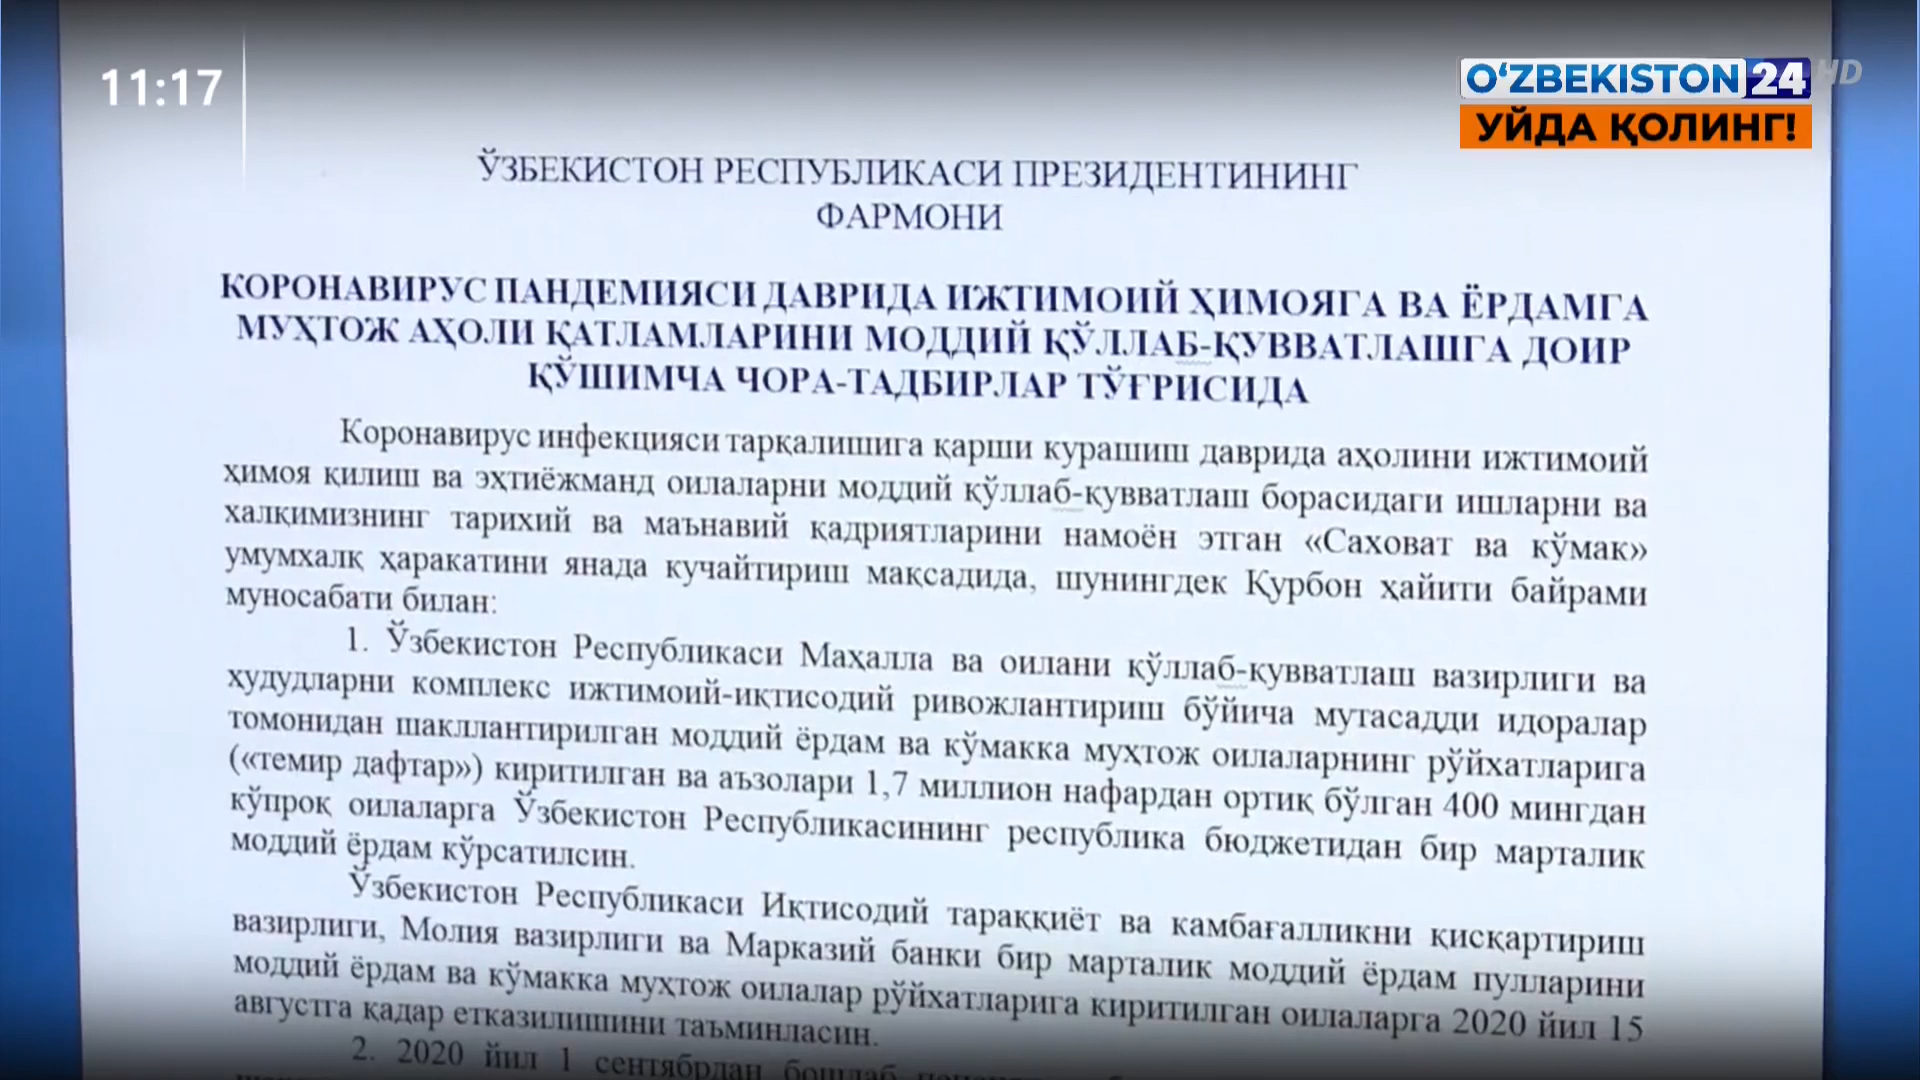 11:17
O‘ZBEKISTON 24 HD
УЙДА ҚОЛИНГ!
ЎЗБЕКИСТОН РЕСПУБЛИКАСИ ПРЕЗИДЕНТИНИНГ
ФАРМОНИ
КОРОНАВИРУС ПАНДЕМИЯСИ ДАВРИДА ИЖТИМОИЙ ҲИМОЯГА ВА ЁРДАМГА
МУҲТОЖ АҲОЛИ ҚАТЛАМЛАРИНИ МОДДИЙ ҚЎЛЛАБ-ҚУВВАТЛАШГА ДОИР
ҚЎШИМЧА ЧОРА-ТАДБИРЛАР ТЎҒРИСИДА
Коронавирус инфекцияси тарқалишига қарши курашиш даврида аҳолини ижтимоий
ҳимоя қилиш ва эҳтиёжманд оилаларни моддий қўллаб-қувватлаш борасидаги ишларни ва
халқимизнинг тарихий ва маънавий қадриятларини намоён этган «Саховат ва кўмак»
умумхалқ ҳаракатини янада кучайтириш мақсадида, шунингдек Қурбон ҳайити байрами
муносабати билан:
1. Ўзбекистон Республикаси Маҳалла ва оилани қўллаб-қувватлаш вазирлиги ва
ҳудудларни комплекс ижтимоий-иқтисодий ривожлантириш бўйича мутасадди идоралар
томонидан шакллантирилган моддий ёрдам ва кўмакка муҳтож оилаларнинг рўйхатларига
(«темир дафтар») киритилган ва аъзолари 1,7 миллион нафардан ортиқ бўлган 400 мингдан
кўпроқ оилаларга Ўзбекистон Республикасининг республика бюджетидан бир марталик
моддий ёрдам кўрсатилсин.
Ўзбекистон Республикаси Иқтисодий тараққиёт ва камбағалликни қисқартириш
вазирлиги, Молия вазирлиги ва Марказий банки бир марталик моддий ёрдам пулларини
моддий ёрдам ва кўмакка муҳтож оилалар рўйхатларига киритилган оилаларга 2020 йил 15
августга қадар етказилишини таъминласин.
2. 2020 йил 1 сентябрдан бошлаб